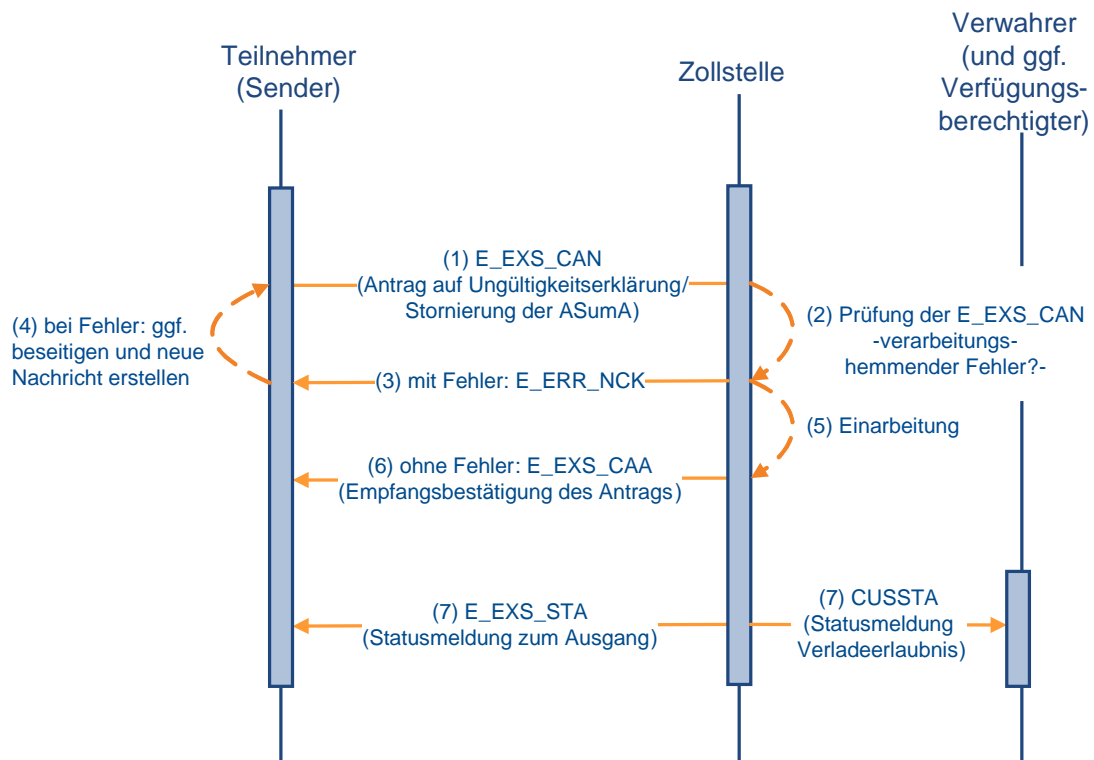 Teilnehmer
(Sender)
Zollstelle
Verwahrer
(und ggf.
Verfügungs-
berechtigter)
(1) E_EXS_CAN
(Antrag auf Ungültigkeitserklärung/
Stornierung der ASumA)
(2) Prüfung der E_EXS_CAN
-verarbeitungs-
hemmender Fehler?-
(4) bei Fehler: ggf.
beseitigen und neue
Nachricht erstellen
(3) mit Fehler: E_ERR_NCK
(5) Einarbeitung
(6) ohne Fehler: E_EXS_CAA
(Empfangsbestätigung des Antrags)
(7) E_EXS_STA
(Statusmeldung zum Ausgang)
(7) CUSSTA
(Statusmeldung
Verladeerlaubnis)